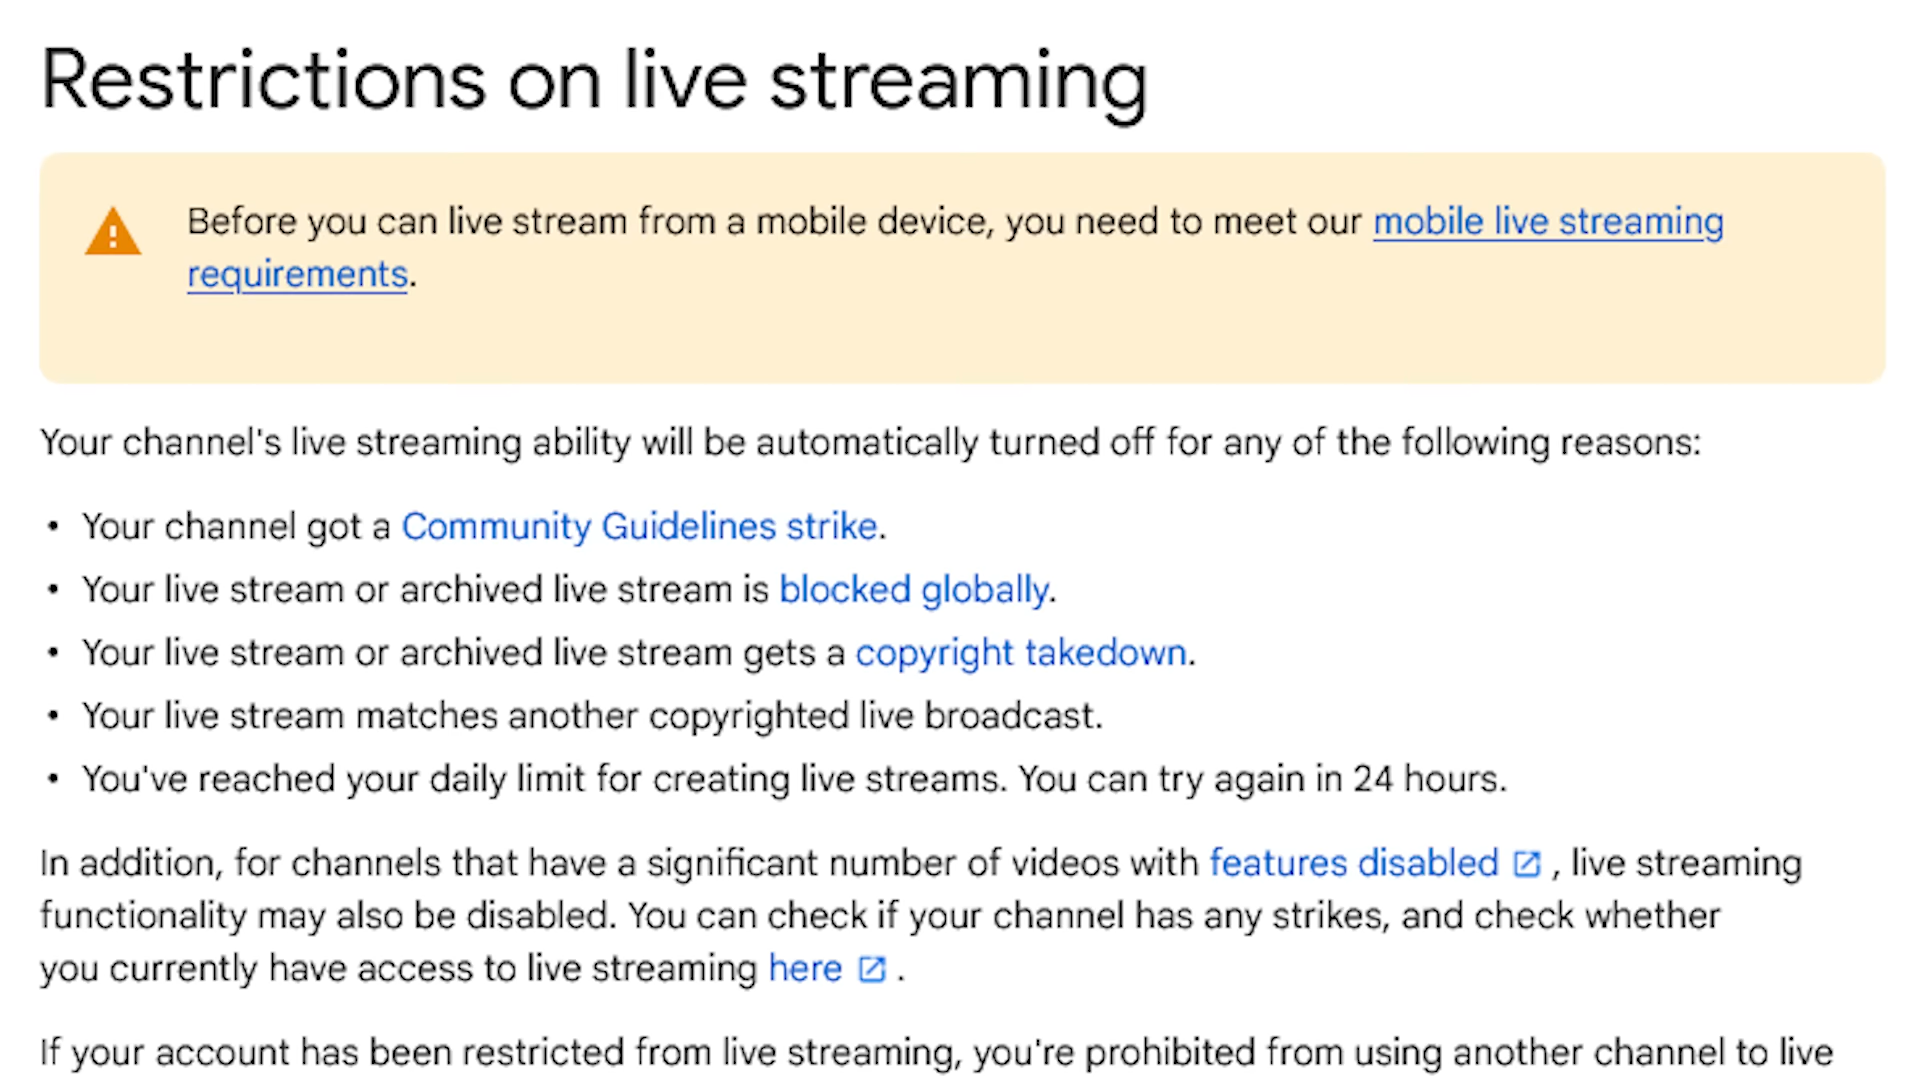 Restrictions on live streaming
Before you can live stream from a mobile device, you need to meet our mobile live streaming
requirements.
Your channel's live streaming ability will be automatically turned off for any of the following reasons:
• Your channel got a Community Guidelines strike.
• Your live stream or archived live stream is blocked globally.
• Your live stream or archived live stream gets a copyright takedown.
• Your live stream matches another copyrighted live broadcast.
• You've reached your daily limit for creating live streams. You can try again in 24 hours.
In addition, for channels that have a significant number of videos with features disabled , live streaming
functionality may also be disabled. You can check if your channel has any strikes, and check whether
you currently have access to live streaming here .
If your account has been restricted from live streaming, you're prohibited from using another channel to live